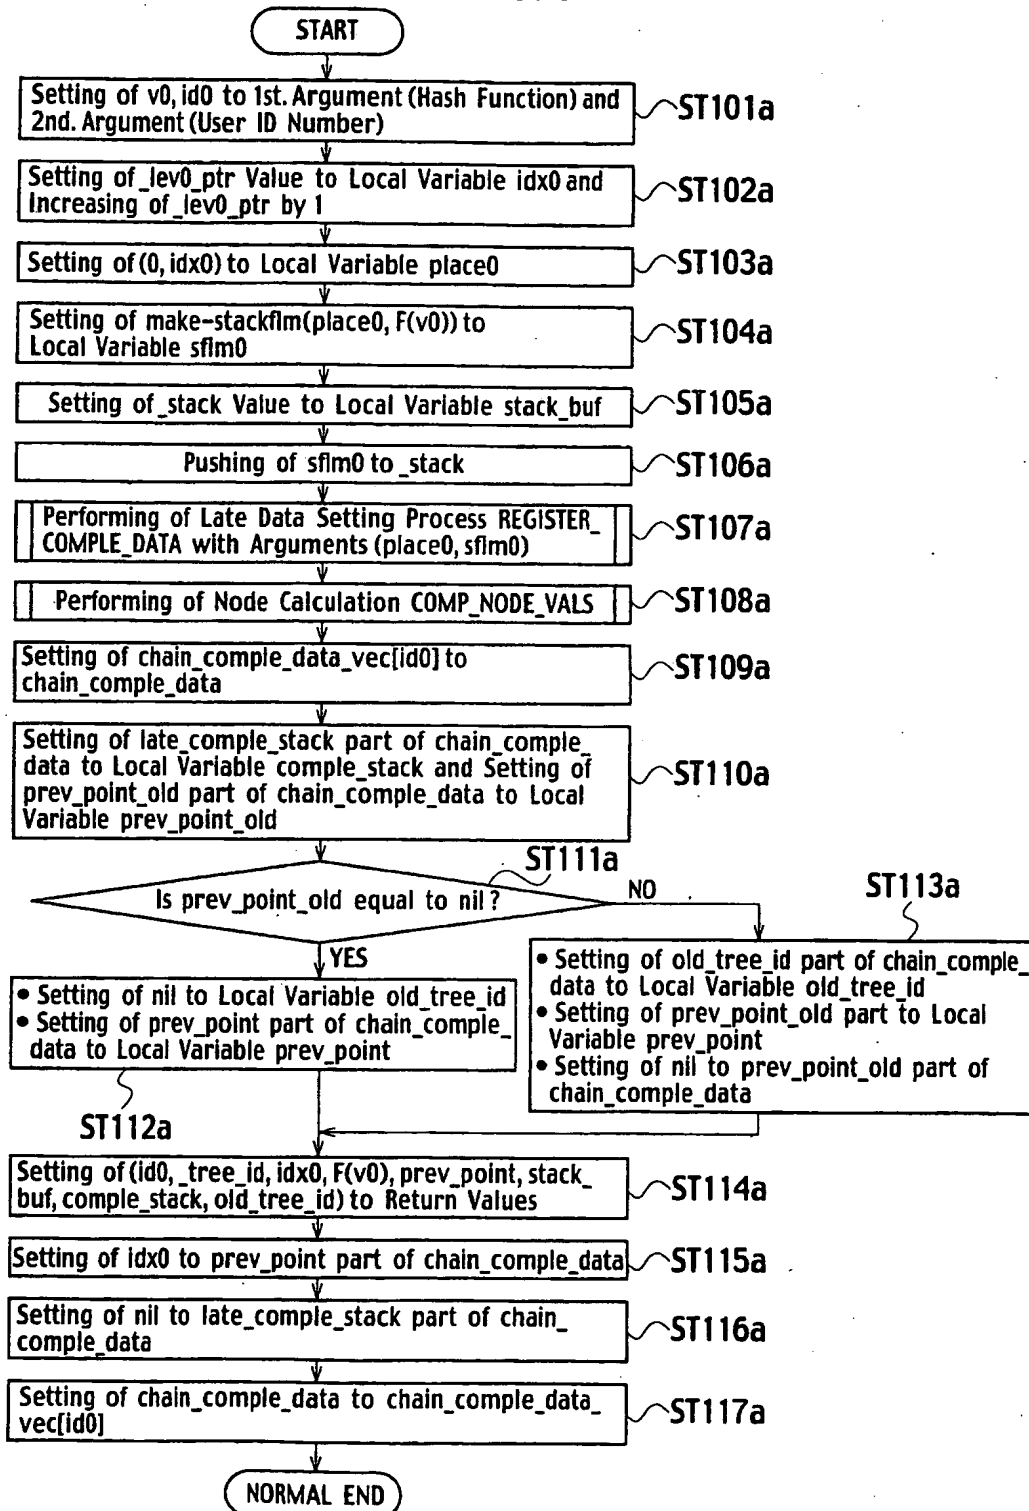 START
Setting of v0, id0 to 1st. Argument (Hash Function) and
2nd. Argument (User ID Number)
ST101a
Setting of _lev0_ptr Value to Local Variable idx0 and
Increasing of _lev0_ptr by 1
ST102a
Setting of (0, idx0) to Local Variable place0
ST103a
Setting of make-stackflm(place0, F(v0)) to
Local Variable sflm0
ST104a
Setting of _stack Value to Local Variable stack_buf
ST105a
Pushing of sflm0 to _stack
ST106a
Performing of Late Data Setting Process REGISTER_
COMPLE_DATA with Arguments (place0, sflm0)
ST107a
Performing of Node Calculation COMP_NODE_VALS
ST108a
Setting of chain_comple_data_vec[id0] to
chain_comple_data
ST109a
Setting of late_comple_stack part of chain_comple_
data to Local Variable comple_stack and Setting of
prev_point_old part of chain_comple_data to Local
Variable prev_point_old
ST110a
ST111a
Is prev_point_old equal to nil?
NO
YES
ST113a
• Setting of nil to Local Variable old_tree_id
• Setting of prev_point part of chain_comple_
data to Local Variable prev_point
ST112a
• Setting of old_tree_id part of chain_comple_
data to Local Variable old_tree_id
• Setting of prev_point_old part to Local
Variable prev_point
• Setting of nil to prev_point_old part of
chain_comple_data
Setting of (id0, _tree_id, idx0, F(v0), prev_point, stack_
buf, comple_stack, old_tree_id) to Return Values
ST114a
Setting of idx0 to prev_point part of chain_comple_data
ST115a
Setting of nil to late_comple_stack part of chain_
comple_data
ST116a
Setting of chain_comple_data to chain_comple_data_
vec[id0]
ST117a
NORMAL END